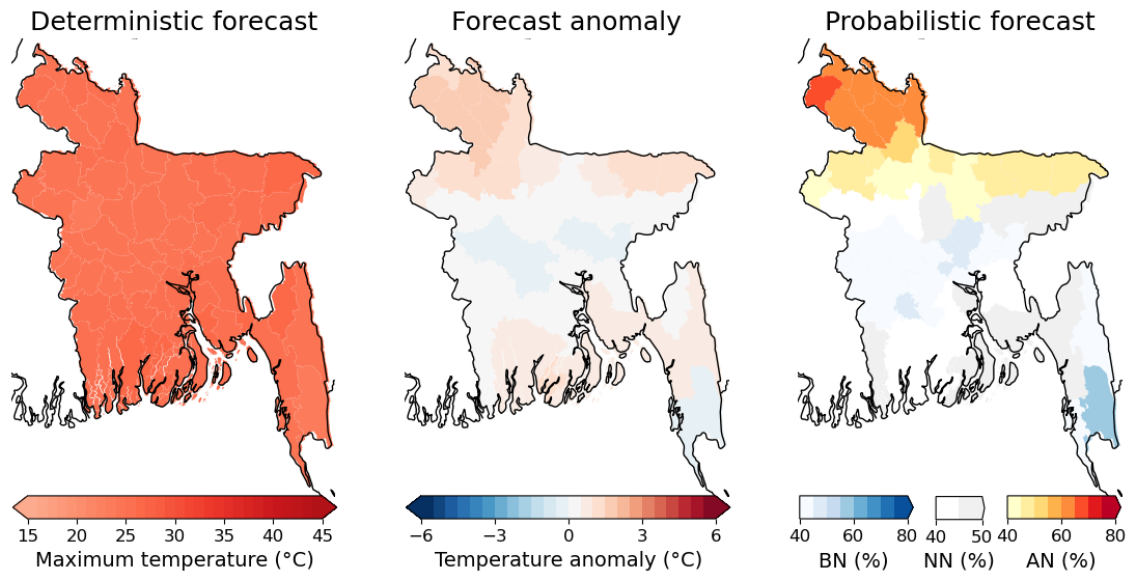 Deterministic forecast
Forecast anomaly
Probabilistic forecast
15 20 25 30 35 40 45
Maximum temperature (°C)
−6 −3 0 3 6
Temperature anomaly (°C)
40 60 80
BN (%)
40 50
NN (%)
40 60 80
AN (%)